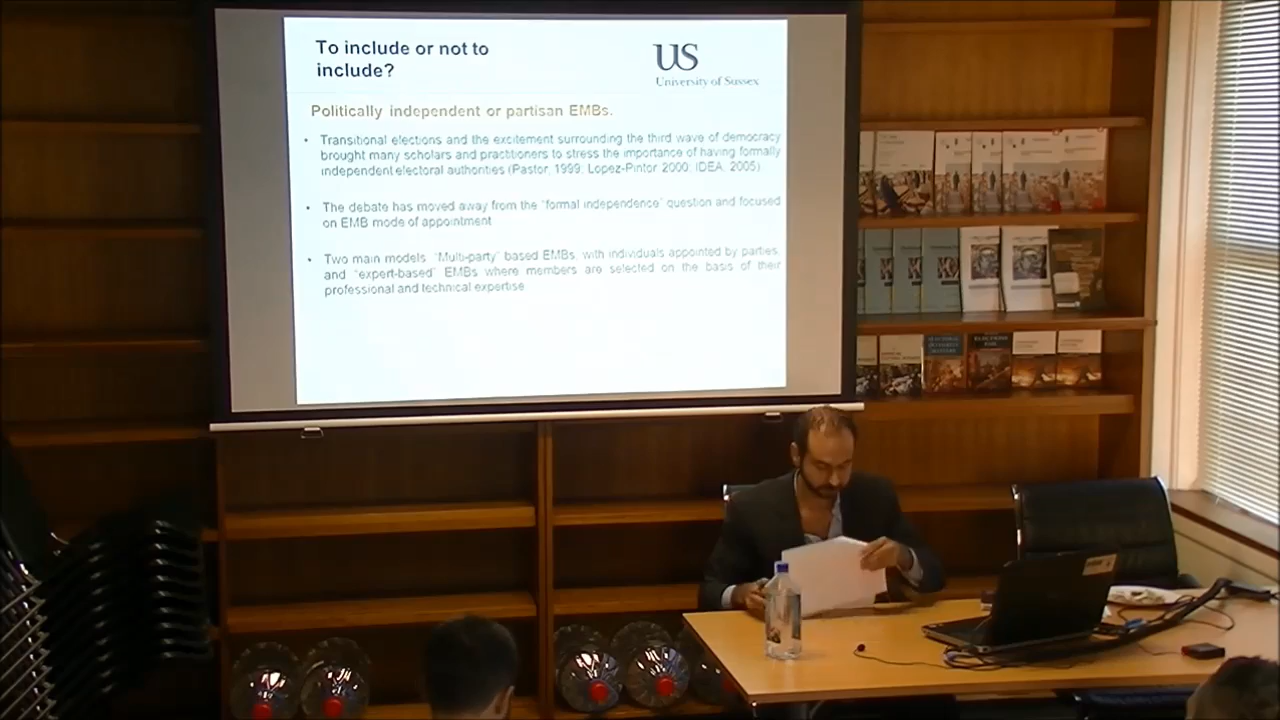 To include or not to
include?
US
University of Sussex
Politically independent or partisan EMBs.
• Transitional elections and the excitement surrounding the third wave of democracy
brought many scholars and practitioners to stress the importance of having formally
independent electoral authorities (Pastor, 1999; Lopez-Pintor 2000; IDEA, 2005).
• The debate has moved away from the “formal independence” question and focused
on EMB mode of appointment
• Two main models “Multi-party” based EMBs, with individuals appointed by parties,
and “expert-based” EMBs where members are selected on the basis of their
professional and technical expertise